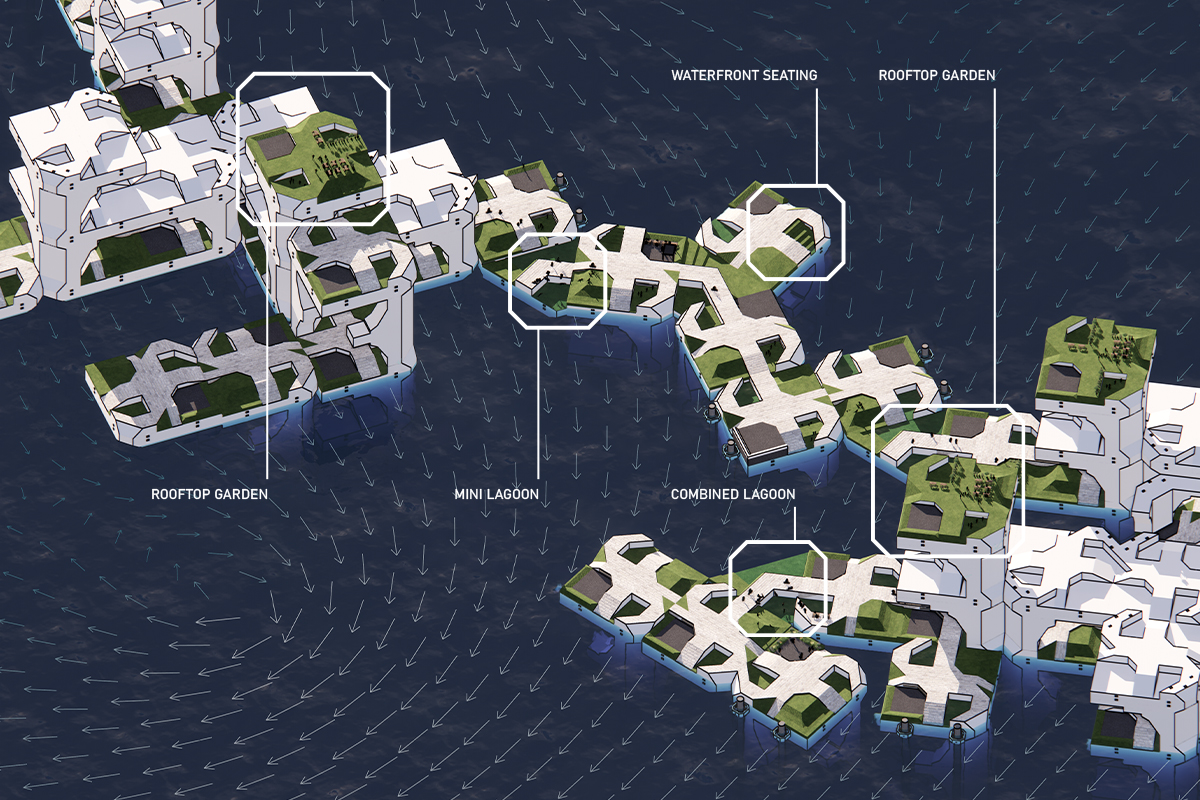 WATERFRONT SEATING
ROOFTOP GARDEN
ROOFTOP GARDEN
MINI LAGOON
COMBINED LAGOON